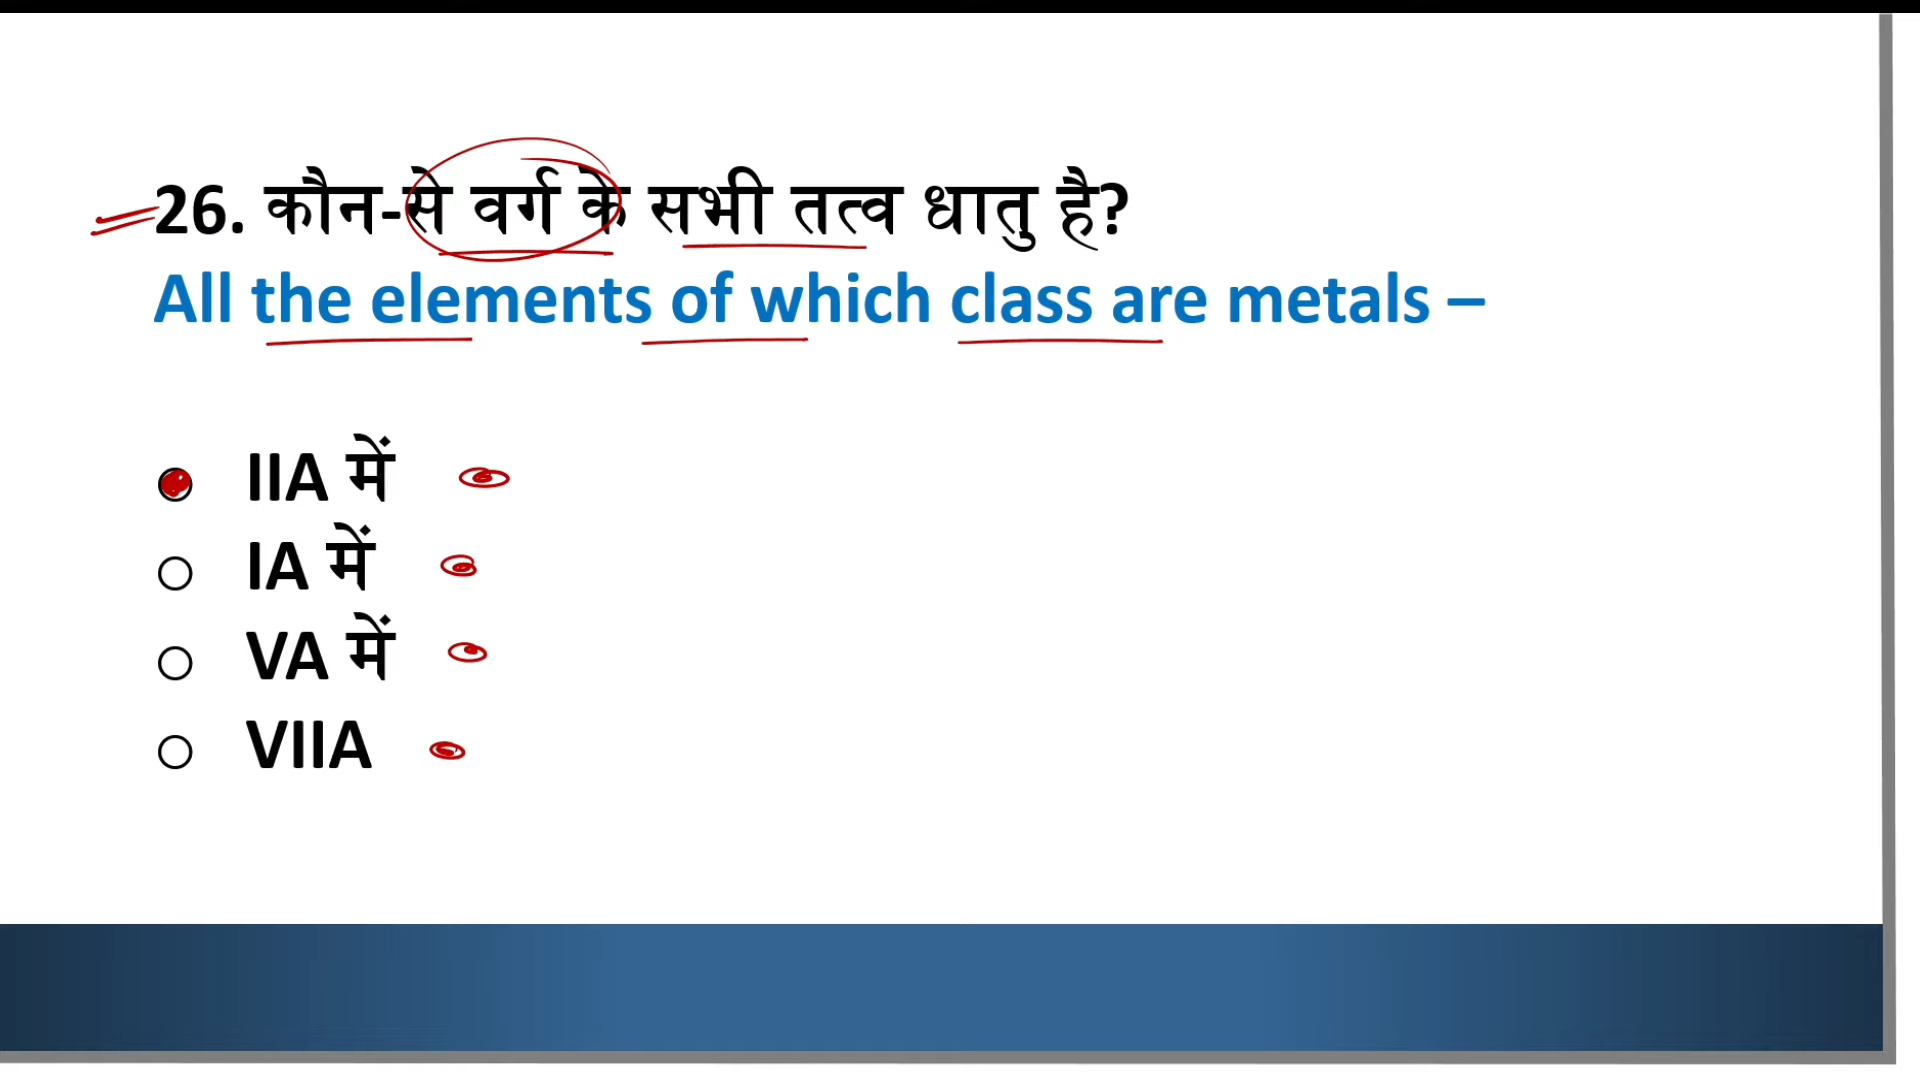 26. कौन-से वर्ग के सभी तत्व धातु है?
All the elements of which class are metals –
IIA में
IA में
VA में
VIIA